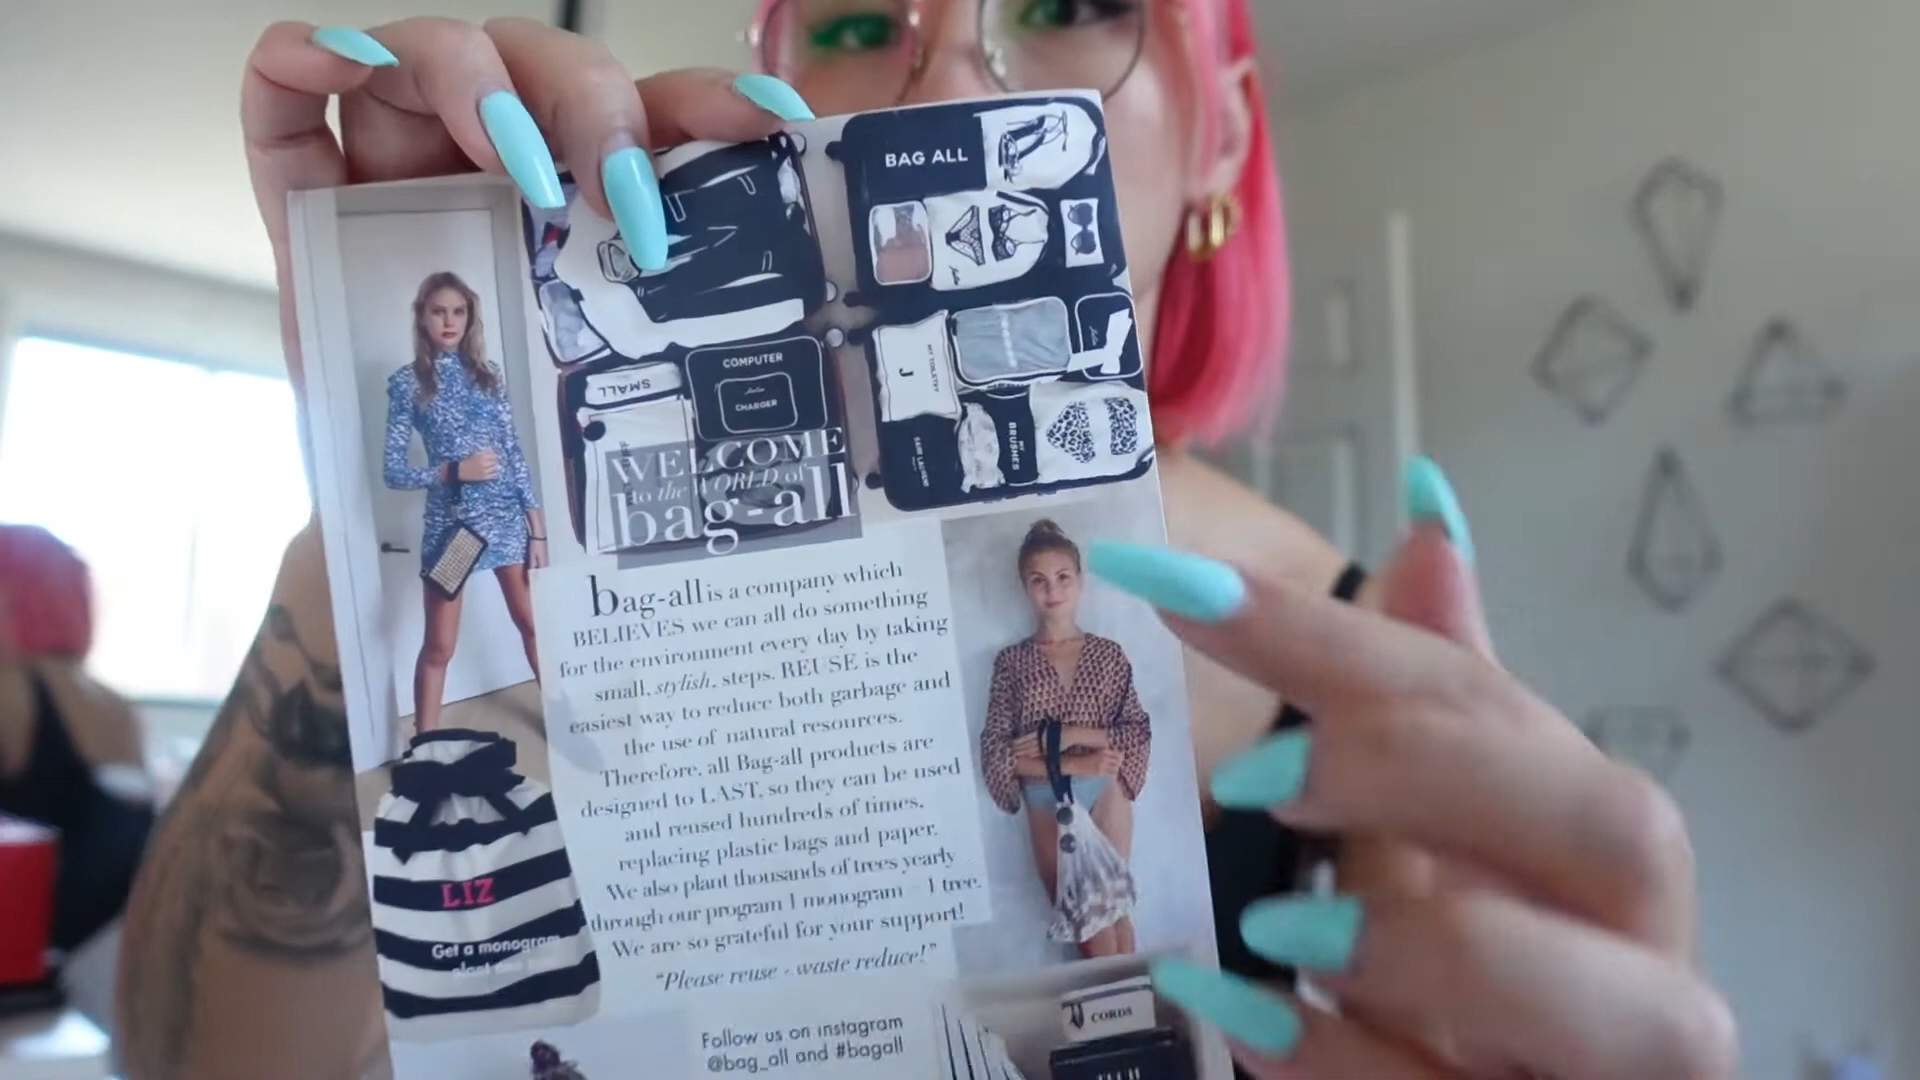 BAG ALL
COMPUTER
SMALL
CHARGER
J
MY TOILETRY
MY BRUSHES
WELCOME
to the WORLD of
bag-all
bag-all is a company which
BELIEVES we can all do something
for the environment every day by taking
small, stylish, steps. REUSE is the
easiest way to reduce both garbage and
the use of natural resources.
Therefore, all Bag-all products are
designed to LAST, so they can be used
and reused hundreds of times,
replacing plastic bags and paper.
We also plant thousands of trees yearly
through our program 1 monogram = 1 tree.
We are so grateful for your support!
"Please reuse - waste reduce!"
LIZ
Get a monogram
Follow us on instagram
@bag_all and #bagall
CORDS